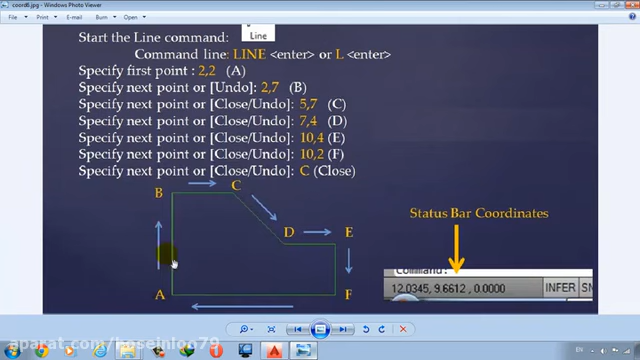 coord6.jpg - Windows Photo Viewer
File
Print
E-mail
Burn
Open
Line
Start the Line command:
Command line: LINE <enter> or L <enter>
Specify first point : 2,2 (A)
Specify next point or [Undo]: 2,7 (B)
Specify next point or [Close/Undo]: 5,7 (C)
Specify next point or [Close/Undo]: 7,4 (D)
Specify next point or [Close/Undo]: 10,4 (E)
Specify next point or [Close/Undo]: 10,2 (F)
Specify next point or [Close/Undo]: C (Close)
B
C
D
E
A
F
Status Bar Coordinates
Command:
12.0345, 9.6612 , 0.0000
INFER
SN
aparat.com/hoseinloo79
EN